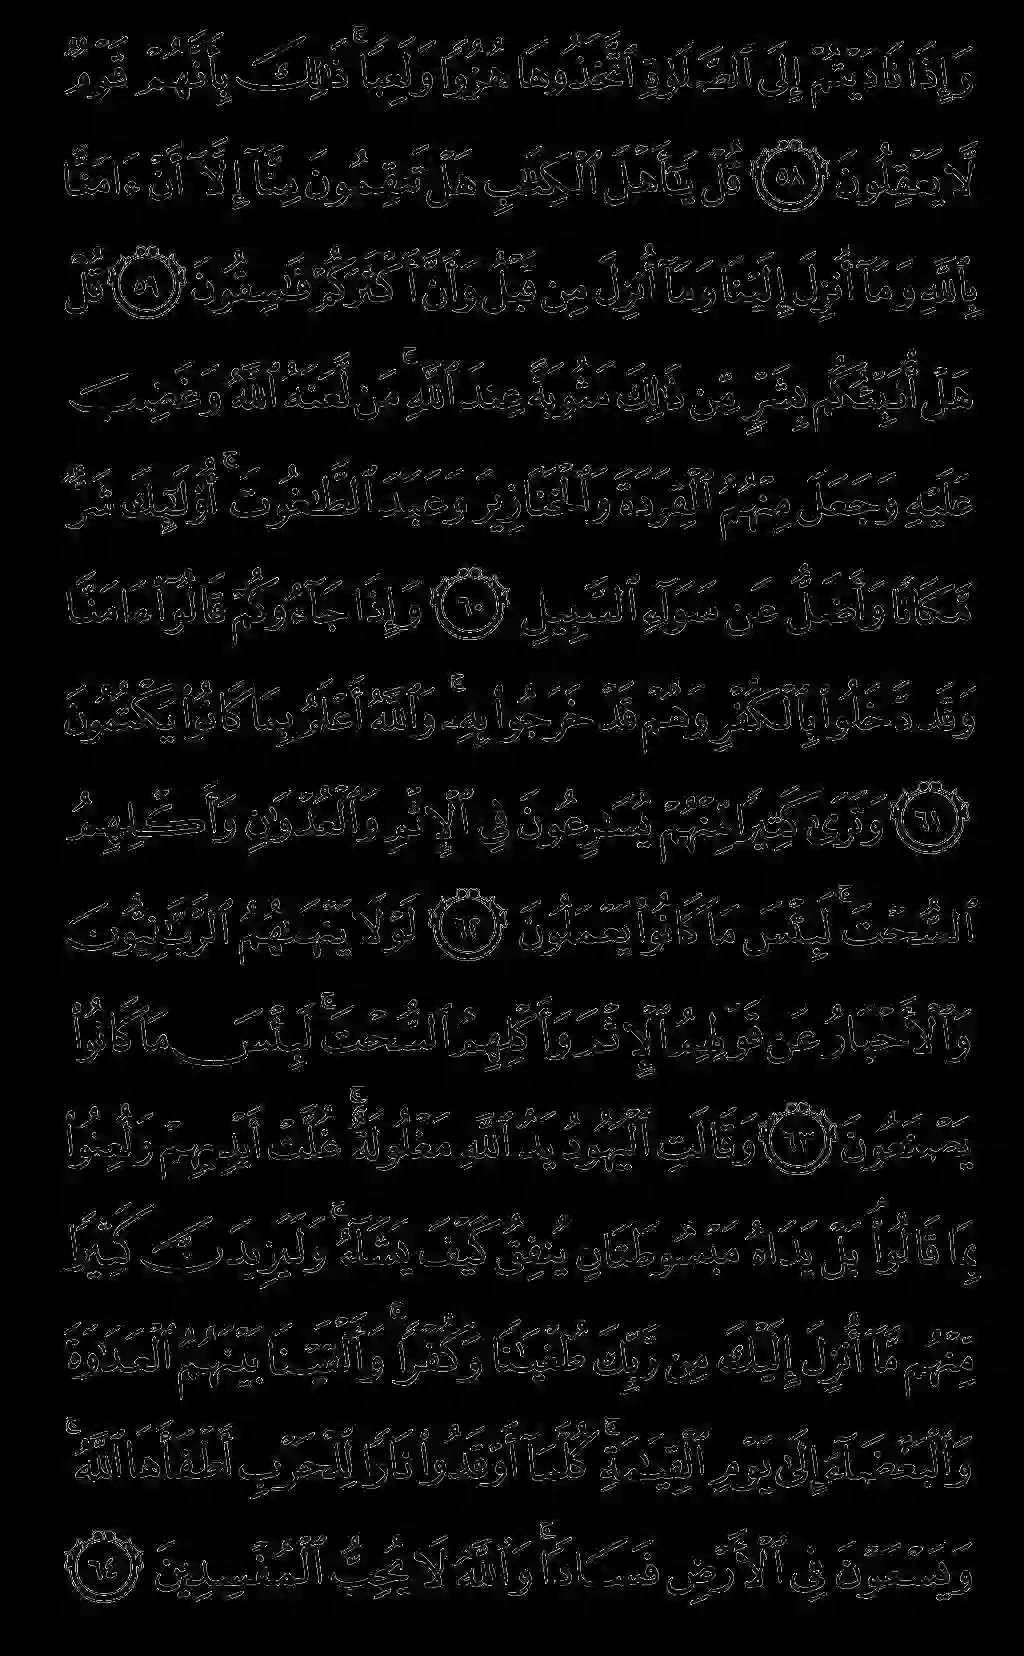 وَإِذَا نَادَيْتُمْ إِلَى ٱلصَّلَوٰةِ ٱتَّخَذُوهَا هُزُوًا وَلَعِبًا ۚ ذَٰلِكَ بِأَنَّهُمْ قَوْمٌ
لَّا يَعْقِلُونَ ٥٨ قُلْ يَٰٓأَهْلَ ٱلْكِتَٰبِ هَلْ تَنقِمُونَ مِنَّآ إِلَّآ أَنْ ءَامَنَّا
بِٱللَّهِ وَمَآ أُنزِلَ إِلَيْنَا وَمَآ أُنزِلَ مِن قَبْلُ وَأَنَّ أَكْثَرَكُمْ فَٰسِقُونَ ٥٩ قُلْ
هَلْ أُنَبِّئُكُم بِشَرٍّ مِّن ذَٰلِكَ مَثُوبَةً عِندَ ٱللَّهِ ۚ مَن لَّعَنَهُ ٱللَّهُ وَغَضِبَ
عَلَيْهِ وَجَعَلَ مِنْهُمُ ٱلْقِرَدَةَ وَٱلْخَنَازِيرَ وَعَبَدَ ٱلطَّٰغُوتَ ۚ أُو۟لَٰٓئِكَ شَرٌّ
مَّكَانًا وَأَضَلُّ عَن سَوَآءِ ٱلسَّبِيلِ ٦٠ وَإِذَا جَآءُوكُمْ قَالُوٓا۟ ءَامَنَّا
وَقَد دَّخَلُوا۟ بِٱلْكُفْرِ وَهُمْ قَدْ خَرَجُوا۟ بِهِۦ ۚ وَٱللَّهُ أَعْلَمُ بِمَا كَانُوا۟ يَكْتُمُونَ
٦١ وَتَرَىٰ كَثِيرًا مِّنْهُمْ يُسَٰرِعُونَ فِى ٱلْإِثْمِ وَٱلْعُدْوَٰنِ وَأَكْلِهِمُ
ٱلسُّحْتَ ۚ لَبِئْسَ مَا كَانُوا۟ يَعْمَلُونَ ٦٢ لَوْلَا يَنْهَىٰهُمُ ٱلرَّبَّٰنِيُّونَ
وَٱلْأَحْبَارُ عَن قَوْلِهِمُ ٱلْإِثْمَ وَأَكْلِهِمُ ٱلسُّحْتَ ۚ لَبِئْسَ مَا كَانُوا۟
يَصْنَعُونَ ٦٣ وَقَالَتِ ٱلْيَهُودُ يَدُ ٱللَّهِ مَغْلُولَةٌ ۚ غُلَّتْ أَيْدِيهِمْ وَلُعِنُوا۟
بِمَا قَالُوا۟ ۘ بَلْ يَدَاهُ مَبْسُوطَتَانِ يُنفِقُ كَيْفَ يَشَآءُ ۚ وَلَيَزِيدَنَّ كَثِيرًا
مِّنْهُم مَّآ أُنزِلَ إِلَيْكَ مِن رَّبِّكَ طُغْيَٰنًا وَكُفْرًا ۚ وَأَلْقَيْنَا بَيْنَهُمُ ٱلْعَدَٰوَةَ
وَٱلْبَغْضَآءَ إِلَىٰ يَوْمِ ٱلْقِيَٰمَةِ ۚ كُلَّمَآ أَوْقَدُوا۟ نَارًا لِّلْحَرْبِ أَطْفَأَهَا ٱللَّهُ ۚ
وَيَسْعَوْنَ فِى ٱلْأَرْضِ فَسَادًا ۚ وَٱللَّهُ لَا يُحِبُّ ٱلْمُفْسِدِينَ ٦٤